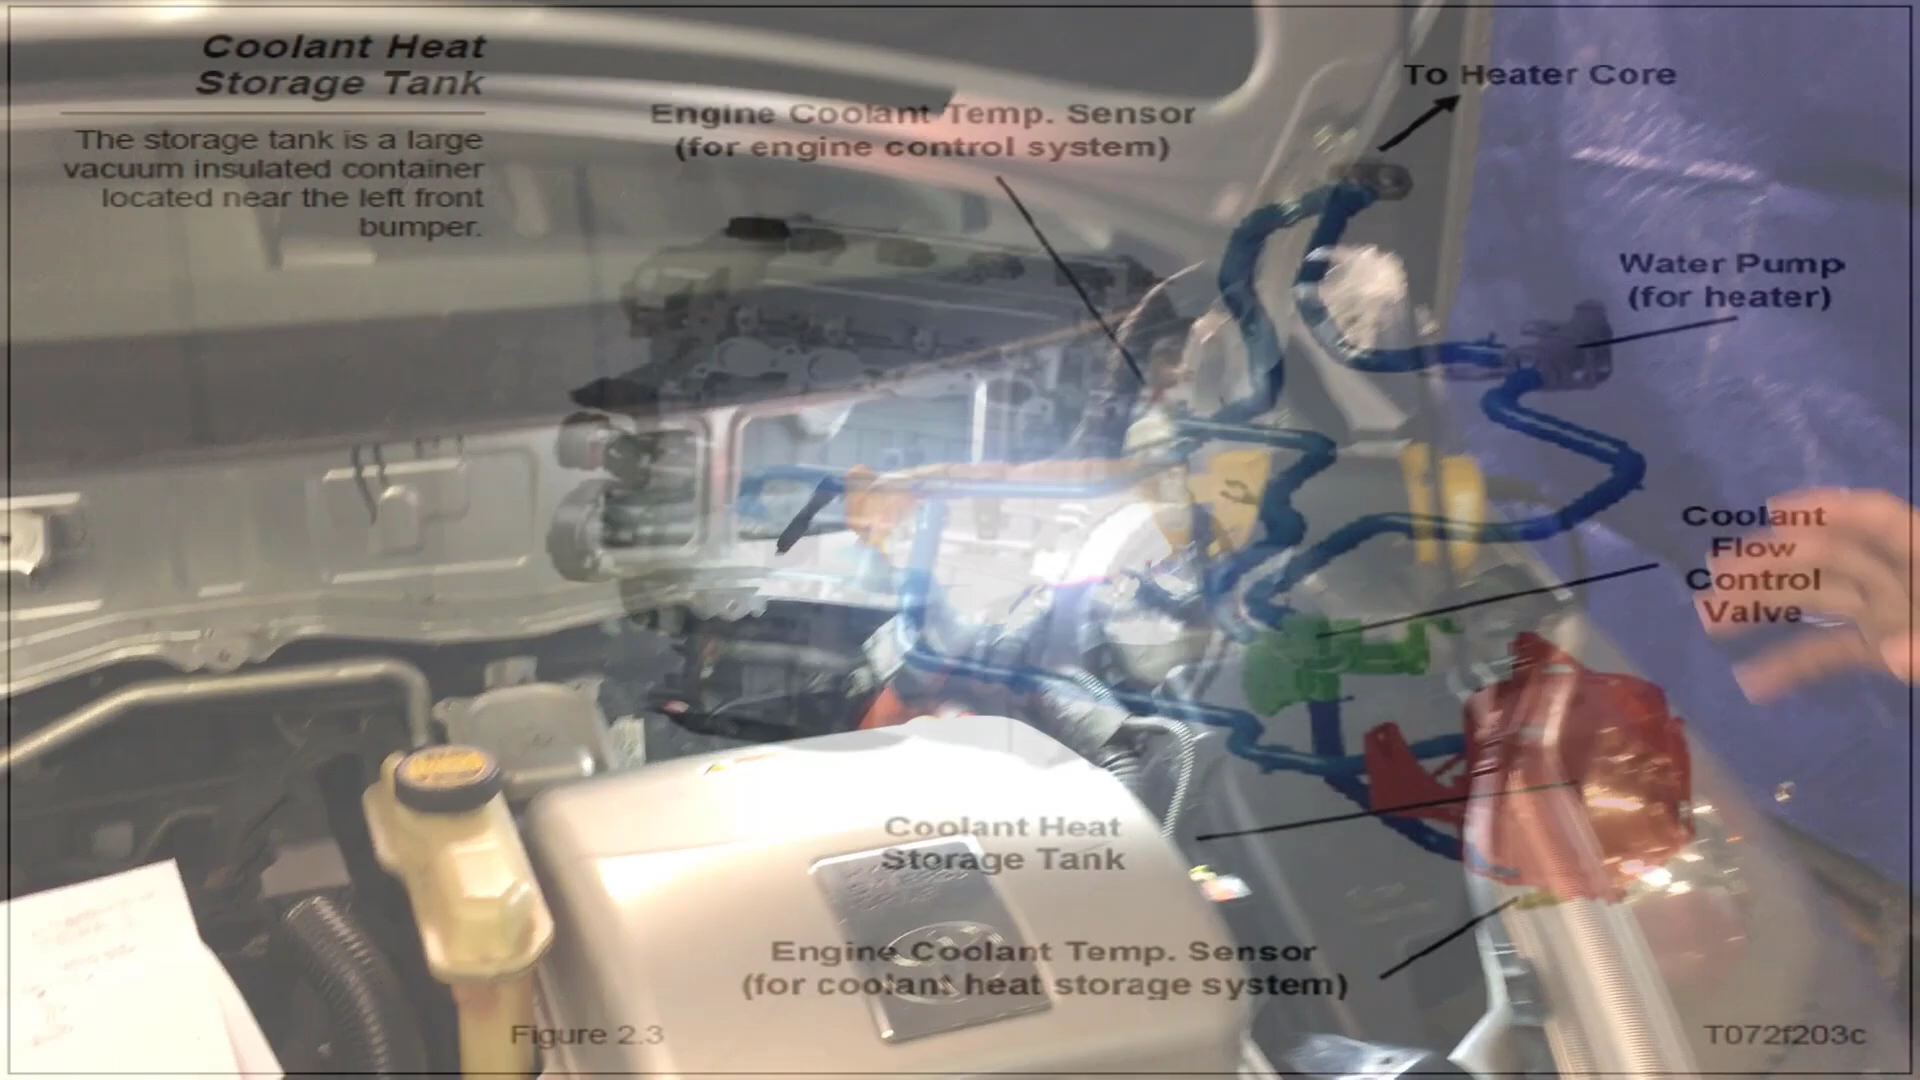 Coolant Heat
Storage Tank
The storage tank is a large
vacuum insulated container
located near the left front
bumper.
Engine Coolant Temp. Sensor
(for engine control system)
To Heater Core
Water Pump
(for heater)
Coolant
Flow
Control
Valve
Coolant Heat
Storage Tank
Engine Coolant Temp. Sensor
(for coolant heat storage system)
Figure 2.3
T072f203c